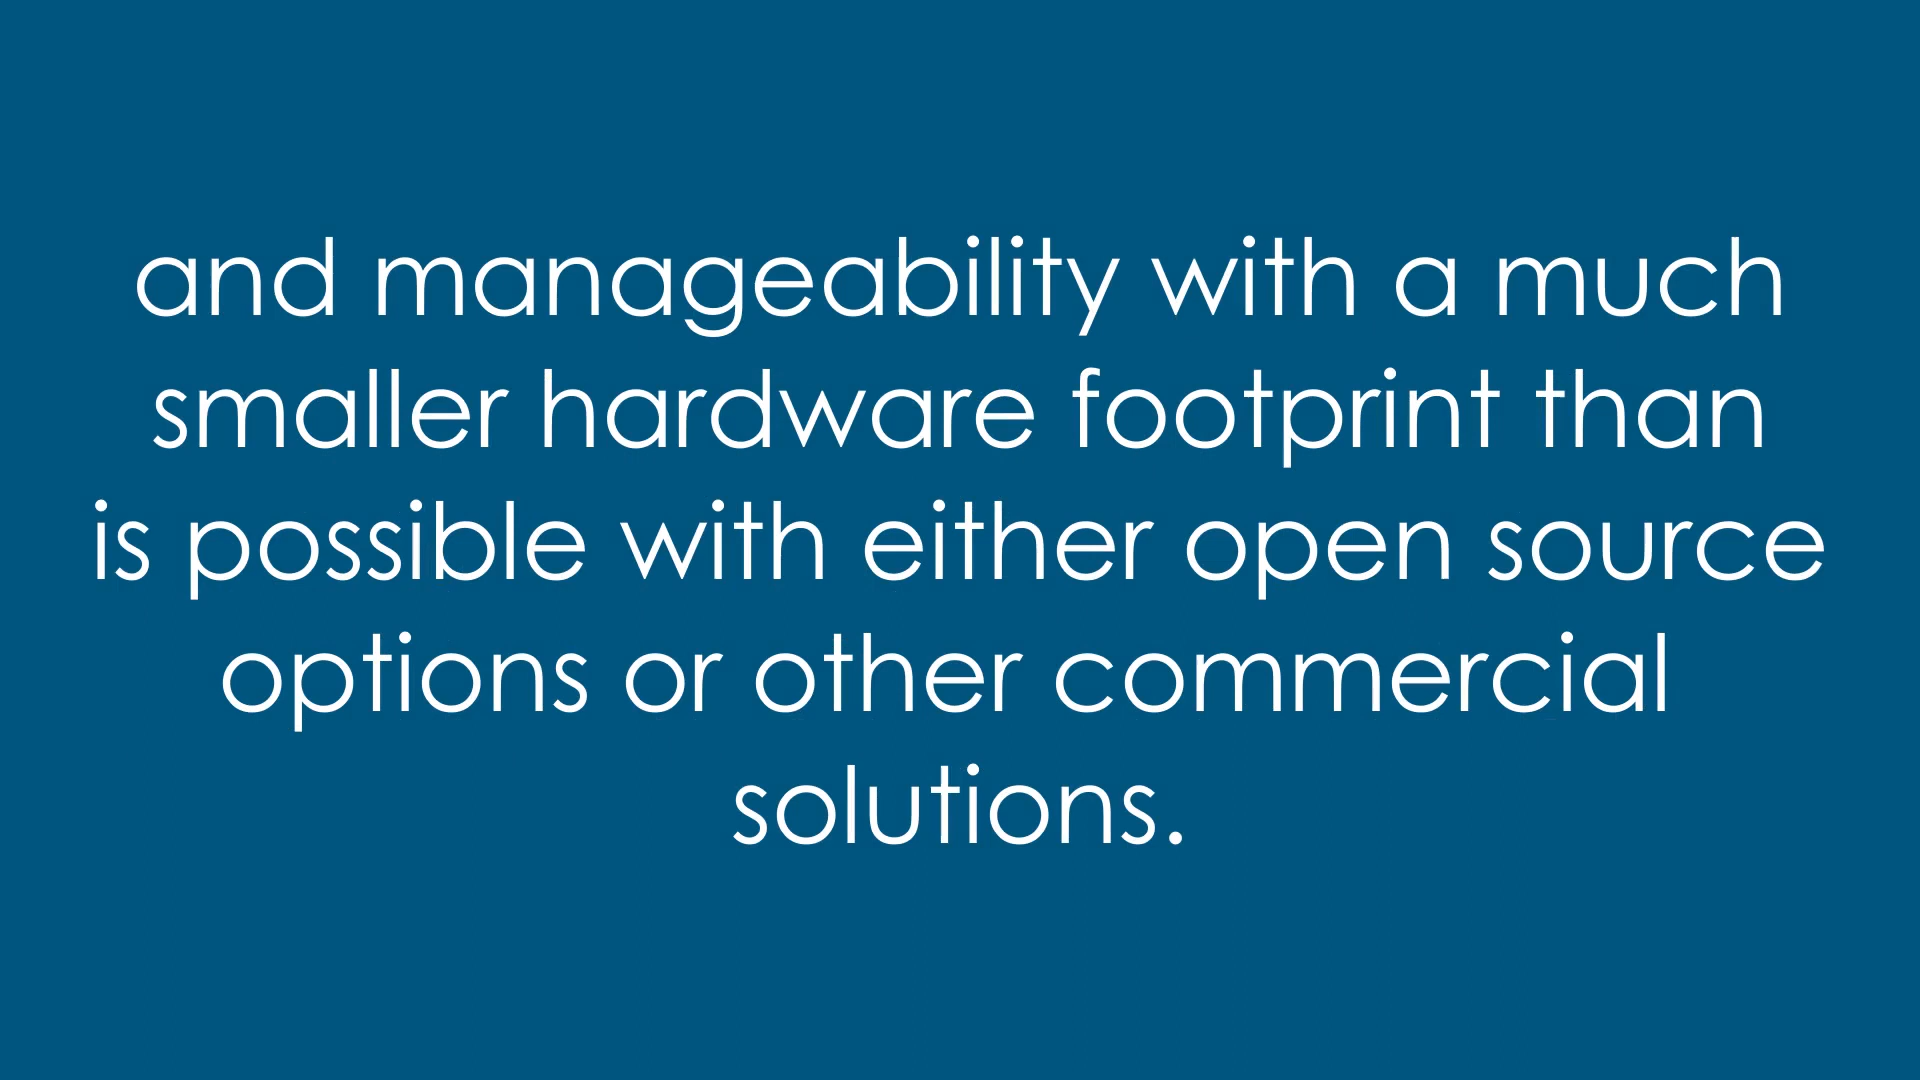 and manageability with a much
smaller hardware footprint than
is possible with either open source
options or other commercial
solutions.